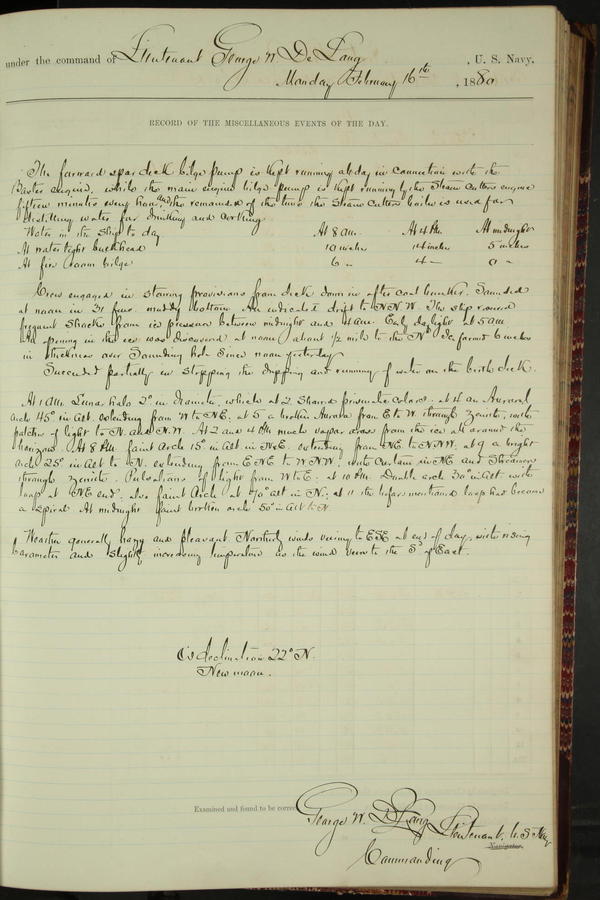 under the command of Lieutenant George W De Long, U. S. Navy,
Monday February 16th, 1880
RECORD OF THE MISCELLANEOUS EVENTS OF THE DAY.
The forward spar deck bilge pump is kept running all day in connection with the
Baxter engine, while the main engine bilge pump is kept running by the Steam Cutters engine
fifteen minutes every hour, and the remainder of the time the Steam Cutters boiler is used for
distilling water for drinking and cooking
Water in the ship to day At 8 am. At 4 PM. At midnight
At water tight bulkhead 10 inches 14 inches 5 inches
At fire room bilge 6 " 4 "
Crew engaged in stowing provisions from deck down in after coal bunker. Sounded
at noon in 31 fms. muddy bottom. An indicated drift to NNW. The ship received
frequent shocks from ice pressure between midnight and 4 am. Early daylight at 5 am
opening in the ice was discovered at noon about 1/2 mile to the Nd. Ice formed 6 inches
in thickness over Sounding hole Since noon yesterday
Succeeded partially in stopping the dripping and running of water on the berth deck.
At 1 AM. Lunar halo 2° in diameter, which at 2 Showed prismatic colors. at 4 an Auroral
arch 45° in alt. extending from W to NE, at 5 a broken Aurora from E to W. through zenith, with
patches of light to N. and N.W. At 2 and 4 PM much vapor arose from the ice all around the
horizon. At 8 PM. faint Arch 15° in alt in NNE. extending from NE to NNW; at 9 a bright
arch 25° in alt to N. extending from ENE to WNW, with Curtain in NE and Streamers
through zenith. Pulsations of light from W to E. at 10 PM. Double arch 30° in alt with
loop at ENE end; also faint Arch at 70° alt in N.; at 11 the before mentioned loop has become
a Spiral. At midnight faint broken arch 50° in alt to N.
Weather generally hazy and pleasant. Northerly winds veering to ESE at end of day, with rising
barometer and slightly increasing temperature as the wind veers to the Sd of East.
declination 22° N.
New moon.
Examined and found to be correct.
George W. De Long Lieutenant. U. S Navy
Navigator.
Commanding